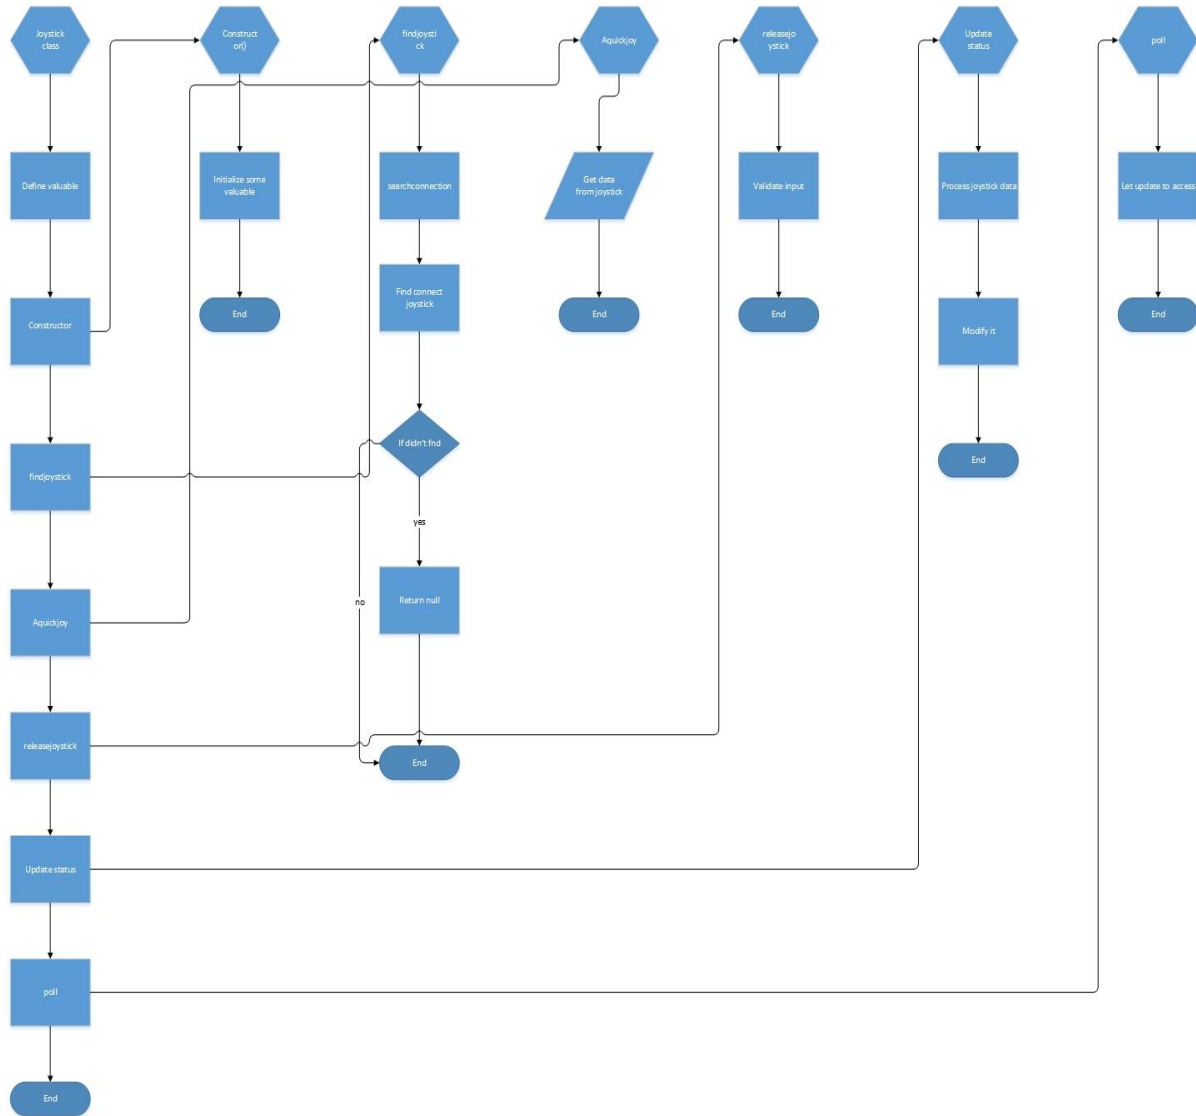 Joystick
class
Construct
or()
findjoysti
ck
Aquickjoy
releasejo
ystick
Update
status
poll
Define valuable
Initialize some
valuable
searchconnection
Get data
from joystick
Validate input
Process joystick data
Let update to access
Constructor
End
Find connect
joystick
End
End
Modify it
End
findjoystick
If didn't fnd
End
yes
Aquickjoy
no
Return null
releasejoystick
End
Update status
poll
End